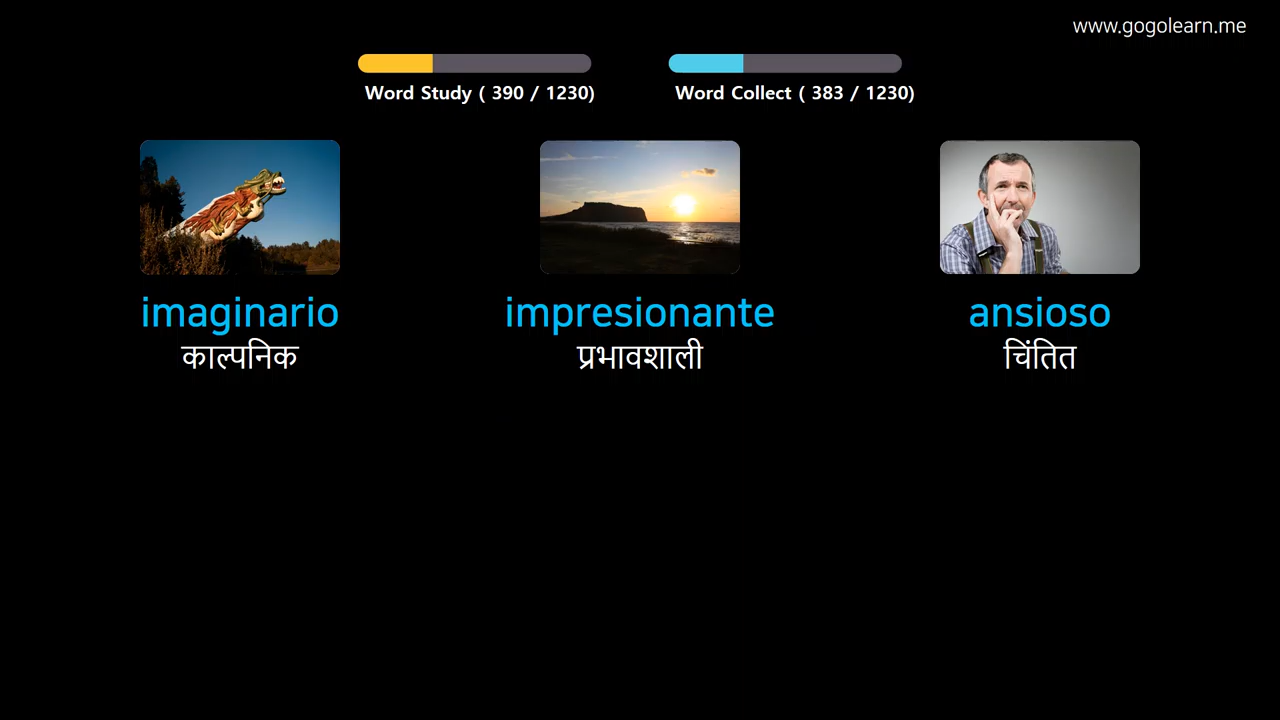 www.gogolearn.me
Word Study ( 390 / 1230)
Word Collect ( 383 / 1230)
imaginario
काल्पनिक
impresionante
प्रभावशाली
ansioso
चिंतित